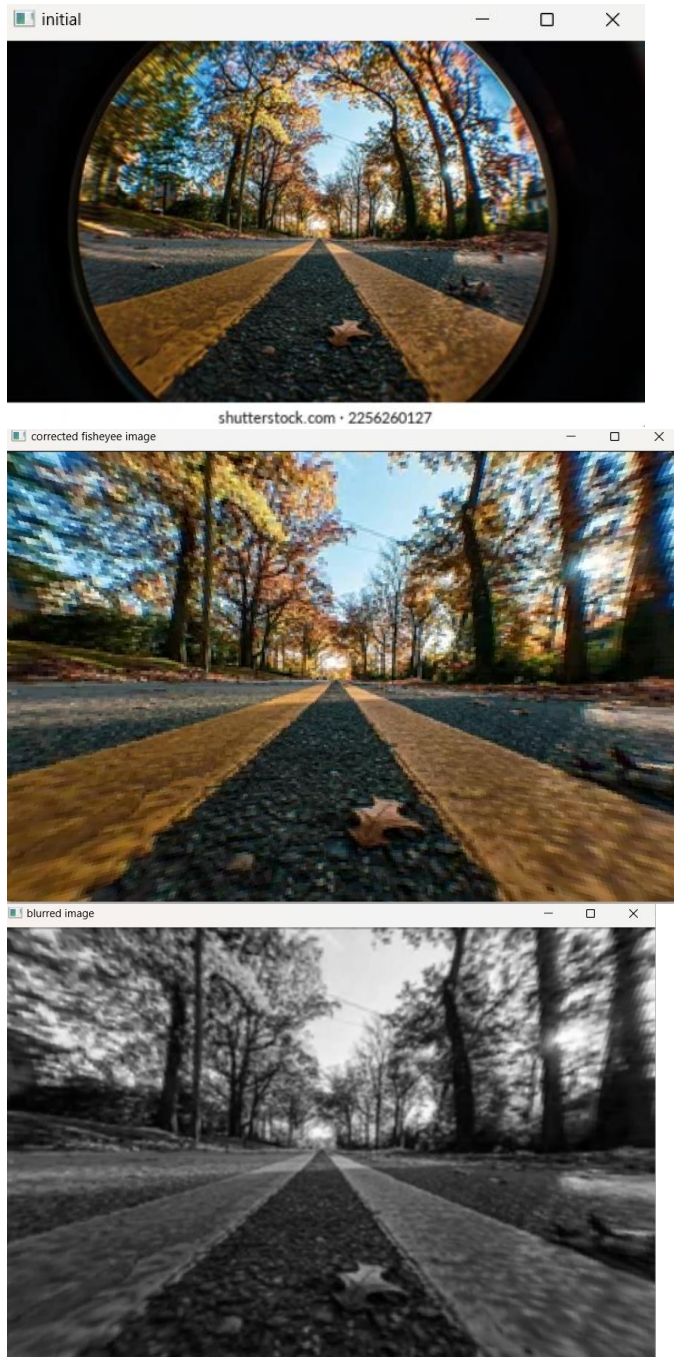 initial
shutterstock.com · 2256260127
corrected fisheyee image
blurred image